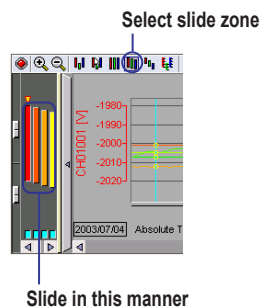 Select slide zone
CH01001 [V]
-1980
-1990
-2000
-2010
-2020
2003/07/04 Absolute T
Slide in this manner